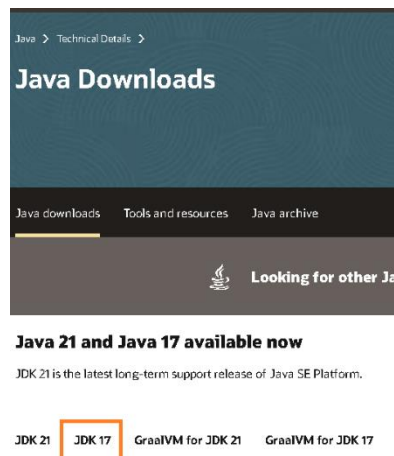 Java > Technical Details >
Java Downloads
Java downloads Tools and resources Java archive
Looking for other Ja
Java 21 and Java 17 available now
JDK 21 is the latest long-term support release of Java SE Platform.
JDK 21 JDK 17 GraalVM for JDK 21 GraalVM for JDK 17